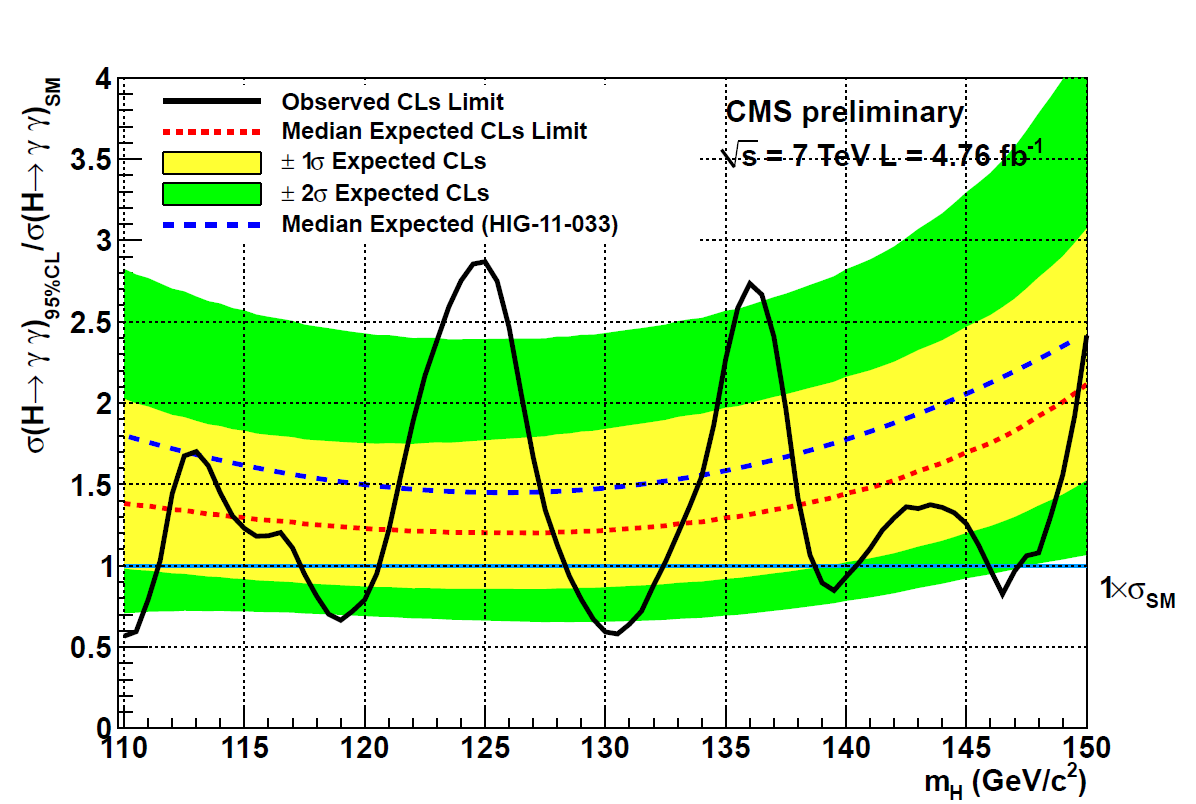 σ(H→ γ γ)95%CL/σ(H→ γ γ)SM
4
3.5
3
2.5
2
1.5
1
0.5
0
Observed CLs Limit
Median Expected CLs Limit
± 1σ Expected CLs
± 2σ Expected CLs
Median Expected (HIG-11-033)
CMS preliminary
√s = 7 TeV L = 4.76 fb-1
1×σSM
110 115 120 125 130 135 140 145 150
mH (GeV/c2)